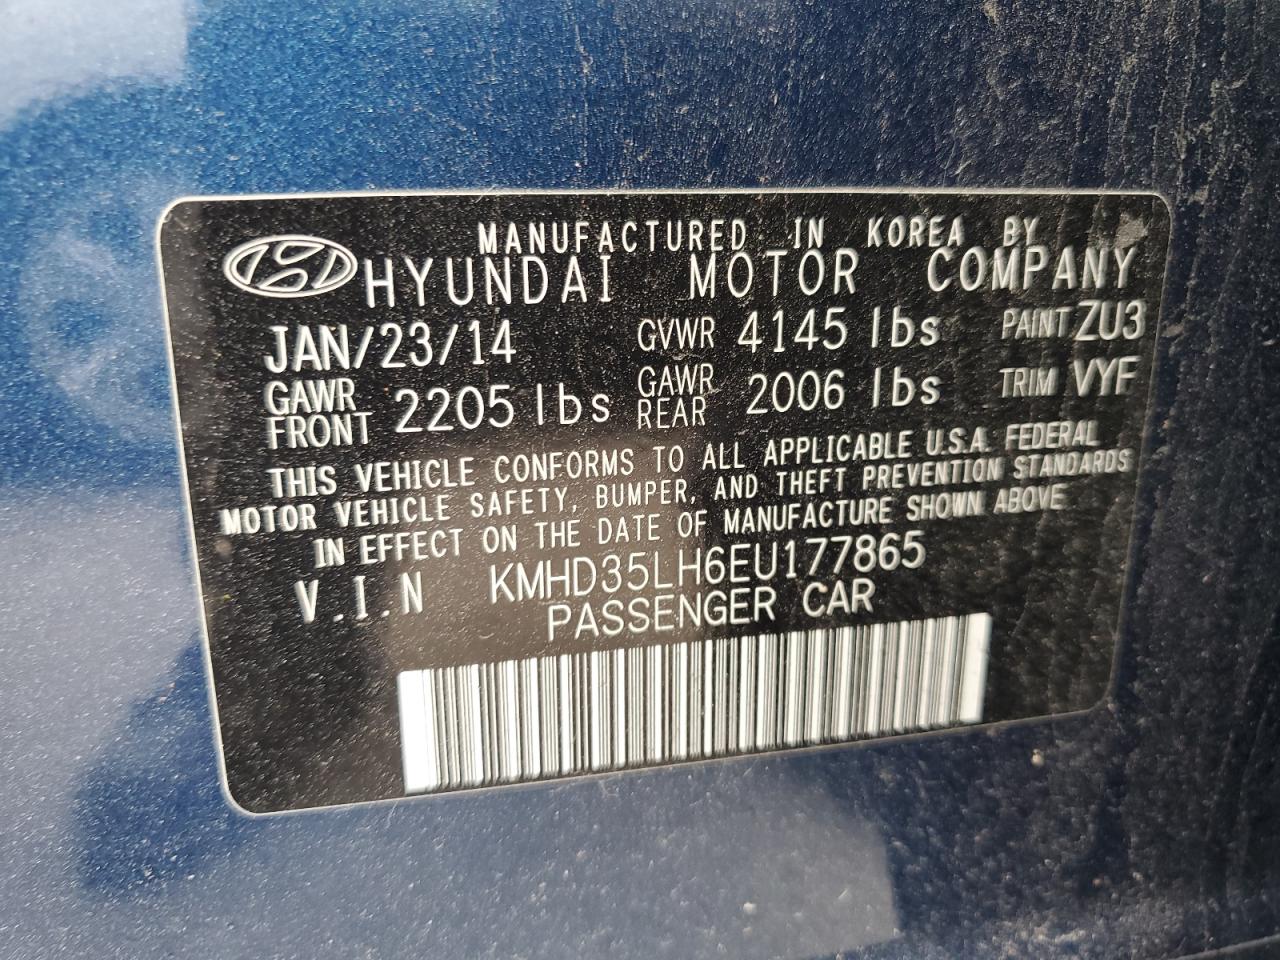 MANUFACTURED IN KOREA BY
HYUNDAI MOTOR COMPANY
JAN/23/14 GVWR 4145 lbs PAINT ZU3
GAWR FRONT 2205 lbs GAWR REAR 2006 lbs TRIM VYF
THIS VEHICLE CONFORMS TO ALL APPLICABLE U.S.A. FEDERAL
MOTOR VEHICLE SAFETY, BUMPER, AND THEFT PREVENTION STANDARDS
IN EFFECT ON THE DATE OF MANUFACTURE SHOWN ABOVE
V.I.N KMHD35LH6EU177865
PASSENGER CAR